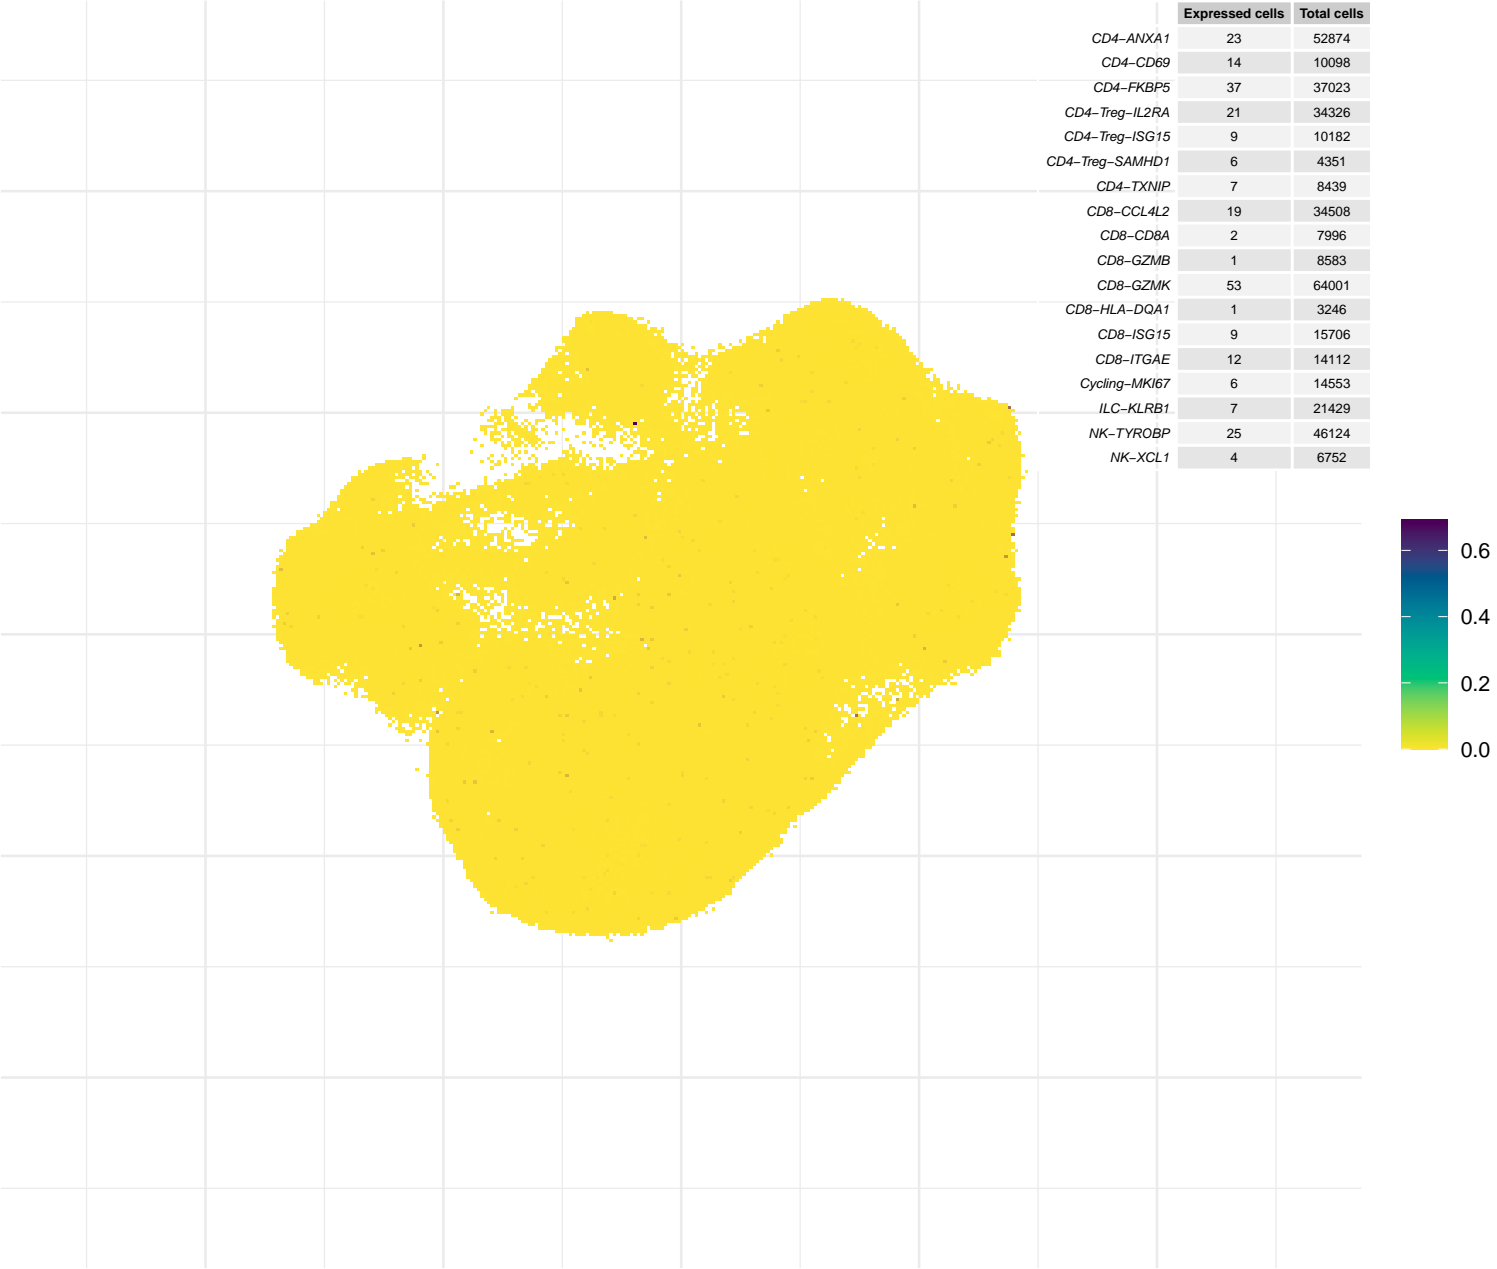 Expressed cells Total cells
CD4−ANXA1 23 52874
CD4−CD69 14 10098
CD4−FKBP5 37 37023
CD4−Treg−IL2RA 21 34326
CD4−Treg−ISG15 9 10182
CD4−Treg−SAMHD1 6 4351
CD4−TXNIP 7 8439
CD8−CCL4L2 19 34508
CD8−CD8A 2 7996
CD8−GZMB 1 8583
CD8−GZMK 53 64001
CD8−HLA−DQA1 1 3246
CD8−ISG15 9 15706
CD8−ITGAE 12 14112
Cycling−MKI67 6 14553
ILC−KLRB1 7 21429
NK−TYROBP 25 46124
NK−XCL1 4 6752
0.6
0.4
0.2
0.0